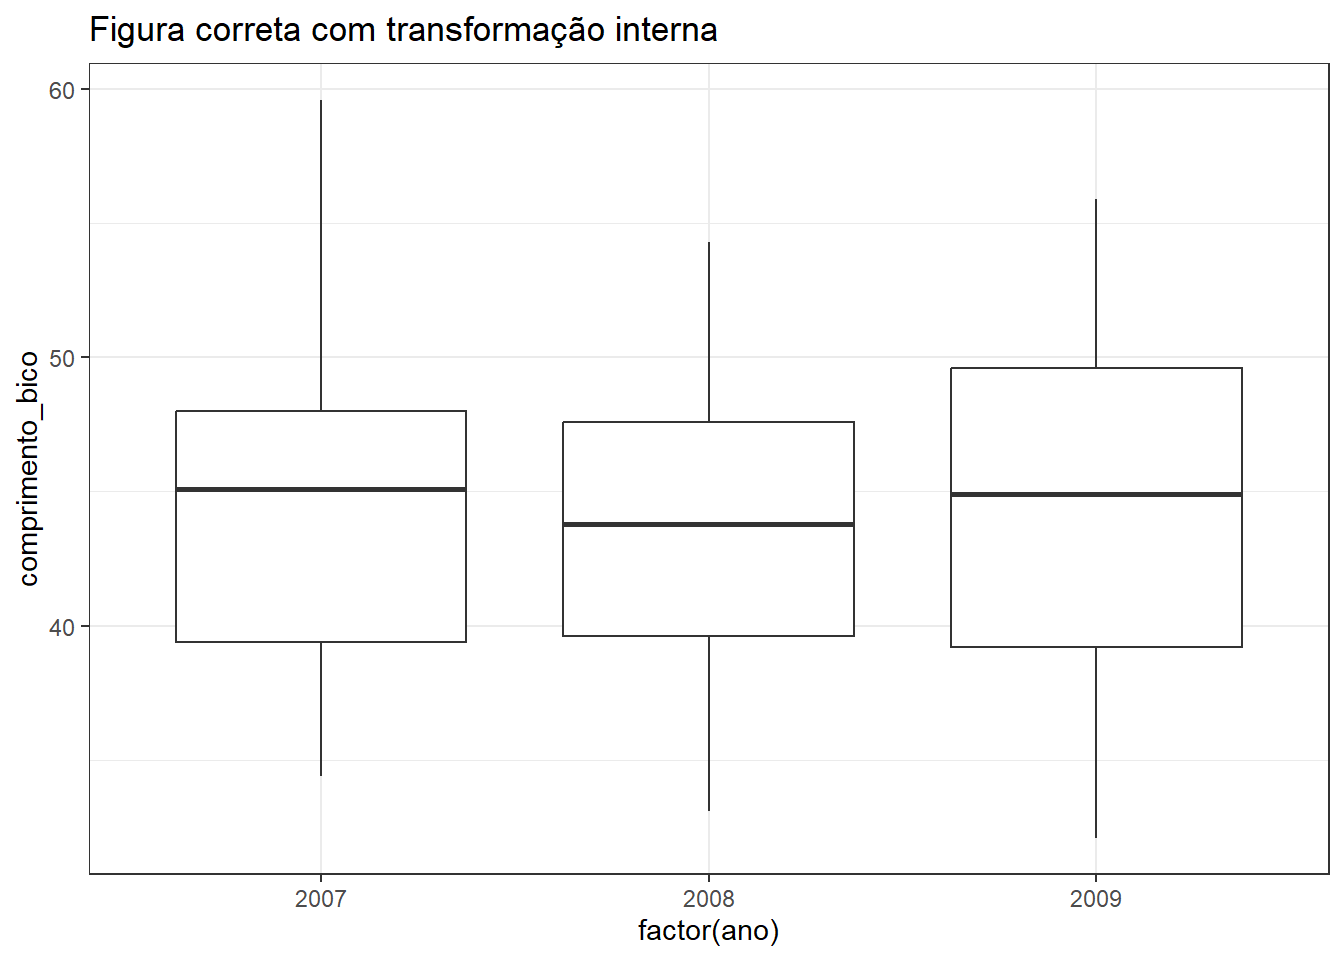 Figura correta com transformação interna
60
50
40
comprimento_bico
2007 2008 2009
factor(ano)